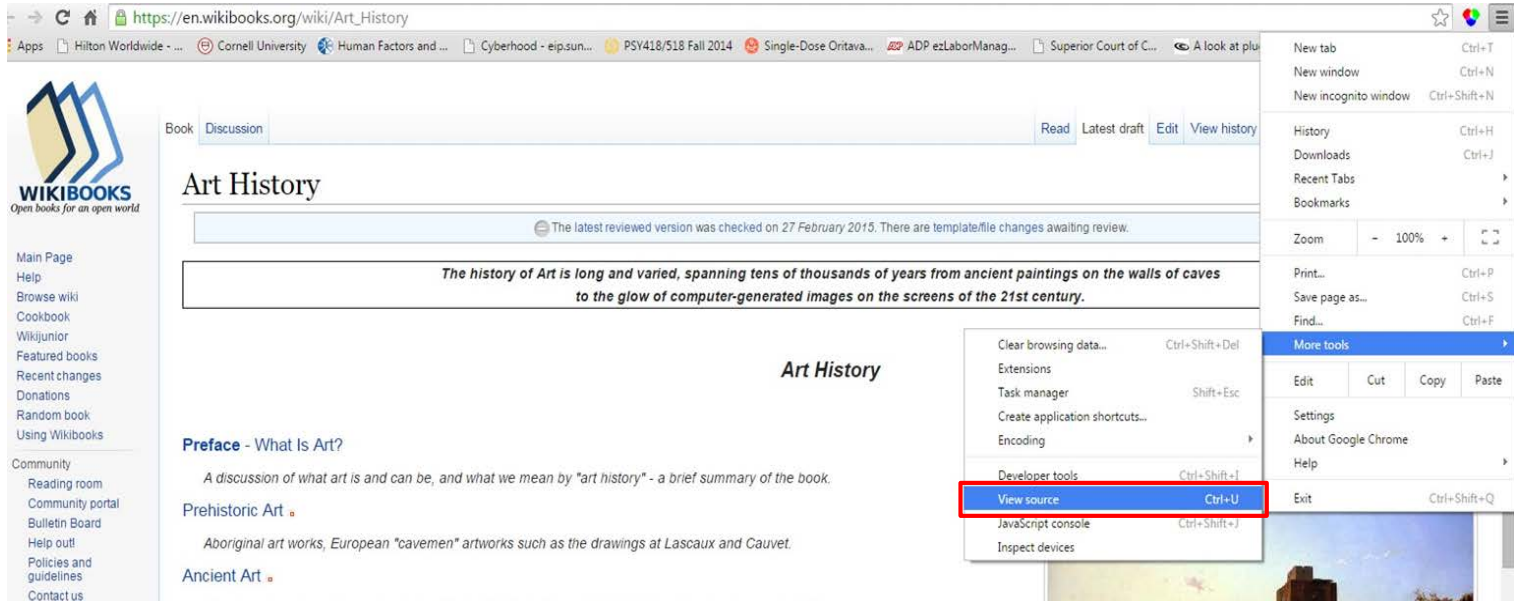 https://en.wikibooks.org/wiki/Art_History
Apps Hilton Worldwide - ... Cornell University Human Factors and ... Cyberhood - eip.sun... PSY418/518 Fall 2014 Single-Dose Oritava... ADP ezLaborManag... Superior Court of C... A look at plu
WIKIBOOKS
Open books for an open world
Main Page
Help
Browse wiki
Cookbook
Wikijunior
Featured books
Recent changes
Donations
Random book
Using Wikibooks
Community
Reading room
Community portal
Bulletin Board
Help out!
Policies and
guidelines
Contact us
Book Discussion
Read Latest draft Edit View history
Art History
The latest reviewed version was checked on 27 February 2015. There are template/file changes awaiting review.
The history of Art is long and varied, spanning tens of thousands of years from ancient paintings on the walls of caves
to the glow of computer-generated images on the screens of the 21st century.
Art History
Preface - What Is Art?
A discussion of what art is and can be, and what we mean by "art history" - a brief summary of the book.
Prehistoric Art
Aboriginal art works, European "cavemen" artworks such as the drawings at Lascaux and Cauvet.
Ancient Art
Clear browsing data... Ctrl+Shift+Del
Extensions
Task manager Shift+Esc
Create application shortcuts...
Encoding
Developer tools Ctrl+Shift+I
View source Ctrl+U
JavaScript console Ctrl+Shift+J
Inspect devices
New tab Ctrl+T
New window Ctrl+N
New incognito window Ctrl+Shift+N
History Ctrl+H
Downloads Ctrl+J
Recent Tabs
Bookmarks
Zoom - 100% +
Print... Ctrl+P
Save page as... Ctrl+S
Find... Ctrl+F
More tools
Edit Cut Copy Paste
Settings
About Google Chrome
Help
Exit Ctrl+Shift+Q